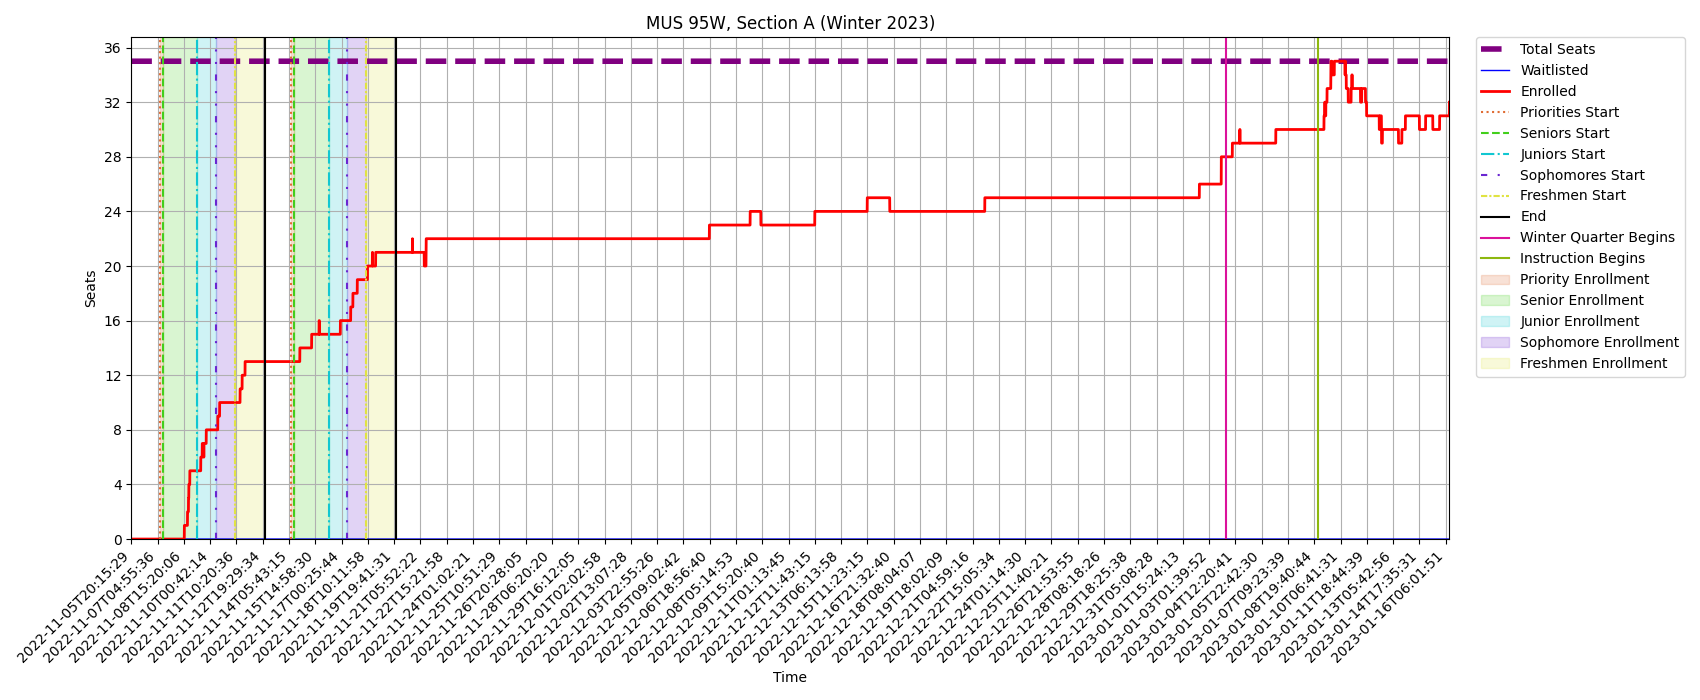 MUS 95W, Section A (Winter 2023)
36
32
28
24
20
16
12
8
4
0
Seats
2022-11-05T20:15:29
2022-11-07T04:55:36
2022-11-08T15:20:06
2022-11-10T00:42:14
2022-11-11T10:20:36
2022-11-12T19:29:34
2022-11-14T05:43:15
2022-11-15T14:58:30
2022-11-17T00:25:44
2022-11-18T10:11:58
2022-11-19T19:41:31
2022-11-21T05:52:22
2022-11-22T15:21:58
2022-11-24T01:02:21
2022-11-25T10:51:29
2022-11-26T20:28:05
2022-11-28T06:20:20
2022-11-29T16:12:05
2022-12-01T02:02:58
2022-12-02T13:07:28
2022-12-03T22:55:26
2022-12-05T09:02:42
2022-12-06T18:56:40
2022-12-08T05:14:53
2022-12-09T15:20:40
2022-12-11T01:13:45
2022-12-12T11:43:15
2022-12-13T16:13:58
2022-12-15T11:23:15
2022-12-16T21:32:40
2022-12-18T08:04:07
2022-12-19T18:02:09
2022-12-21T04:59:16
2022-12-22T15:05:34
2022-12-24T01:14:30
2022-12-25T11:40:21
2022-12-26T21:53:55
2022-12-28T08:18:26
2022-12-29T18:25:38
2022-12-31T05:08:28
2023-01-01T15:24:13
2023-01-03T01:39:52
2023-01-04T12:20:41
2023-01-05T22:42:30
2023-01-07T09:23:39
2023-01-08T19:40:44
2023-01-10T06:41:31
2023-01-11T18:44:39
2023-01-13T05:42:56
2023-01-14T17:35:31
2023-01-16T06:01:51
Time
Total Seats
Waitlisted
Enrolled
Priorities Start
Seniors Start
Juniors Start
Sophomores Start
Freshmen Start
End
Winter Quarter Begins
Instruction Begins
Priority Enrollment
Senior Enrollment
Junior Enrollment
Sophomore Enrollment
Freshmen Enrollment